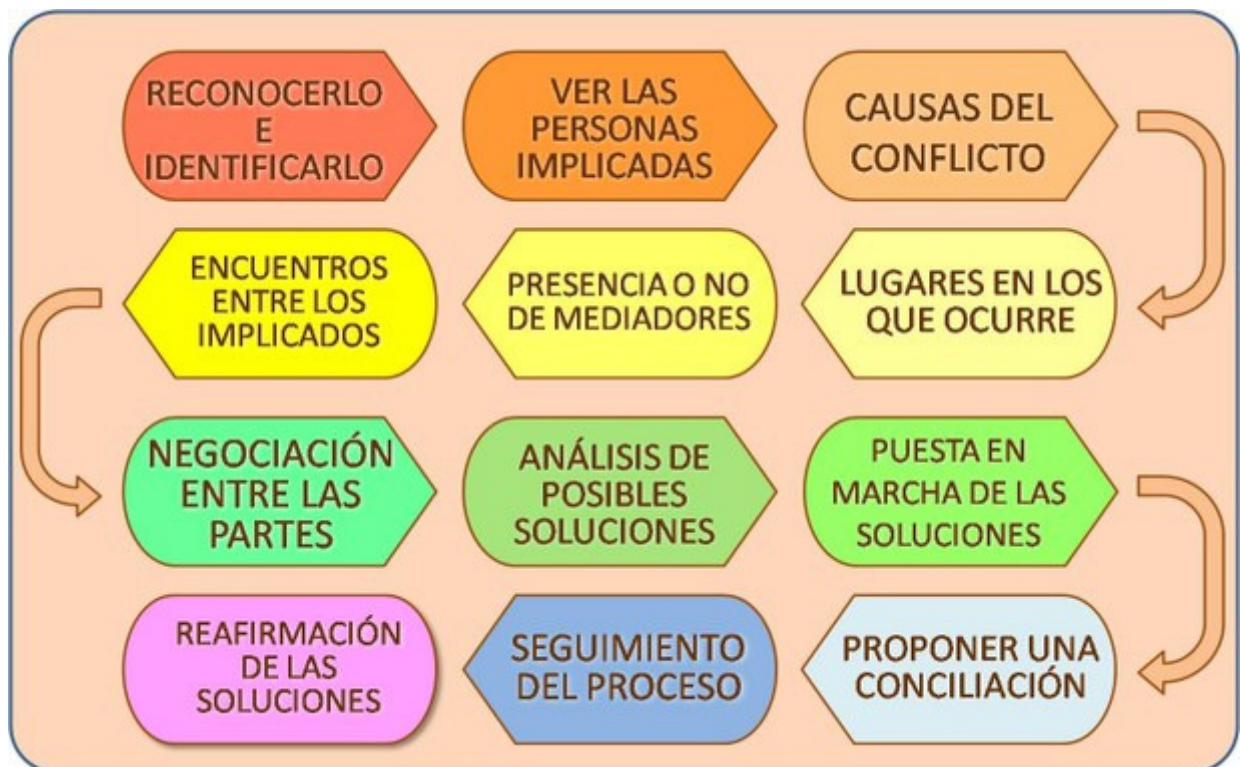 RECONOCERLO
E
IDENTIFICARLO
VER LAS
PERSONAS
IMPLICADAS
CAUSAS DEL
CONFLICTO
LUGARES EN LOS
QUE OCURRE
PRESENCIA O NO
DE MEDIADORES
ENCUENTROS
ENTRE LOS
IMPLICADOS
NEGOCIACIÓN
ENTRE LAS
PARTES
ANÁLISIS DE
POSIBLES
SOLUCIONES
PUESTA EN
MARCHA DE LAS
SOLUCIONES
PROPONER UNA
CONCILIACIÓN
SEGUIMIENTO
DEL PROCESO
REAFIRMACIÓN
DE LAS
SOLUCIONES